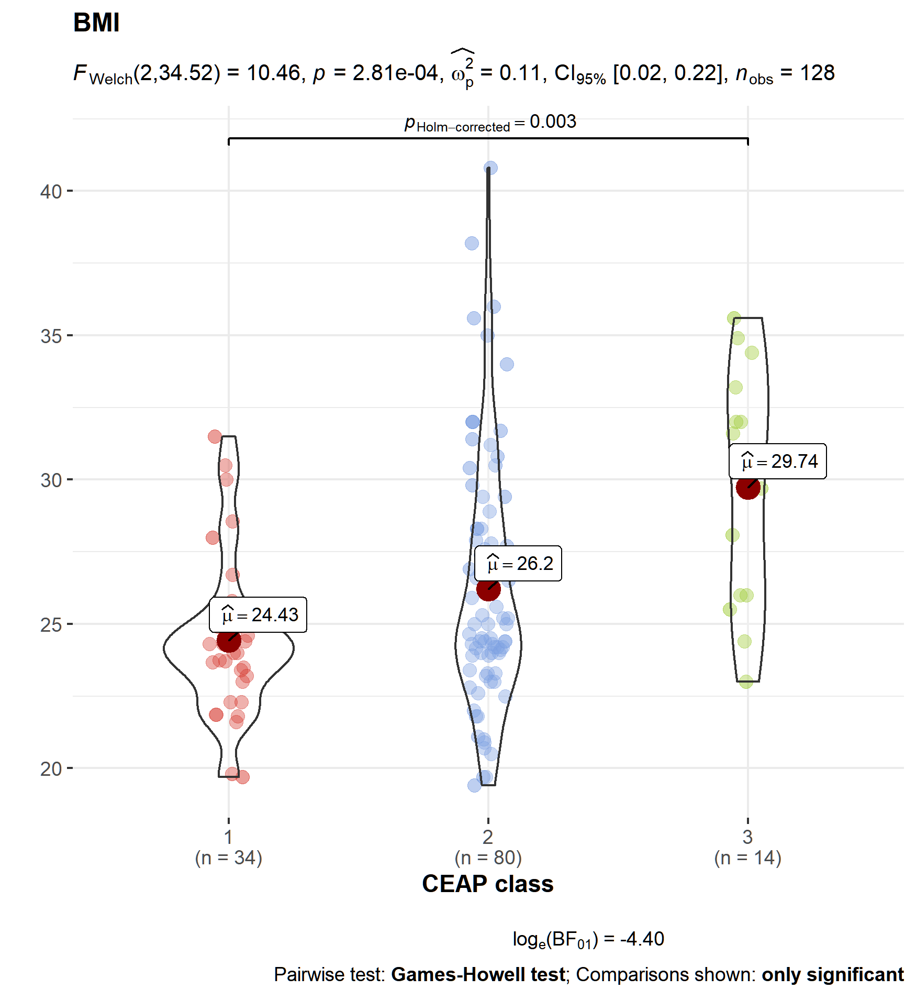 BMI
F Welch(2,34.52) = 10.46, p = 2.81e-04, ω̂p² = 0.11, CI95% [0.02, 0.22], nobs = 128
pHolm−corrected = 0.003
40
35
30
25
20
μ̂ = 29.74
μ̂ = 26.2
μ̂ = 24.43
1 2 3
(n = 34) (n = 80) (n = 14)
CEAP class
loge(BF01) = -4.40
Pairwise test: Games-Howell test; Comparisons shown: only significant